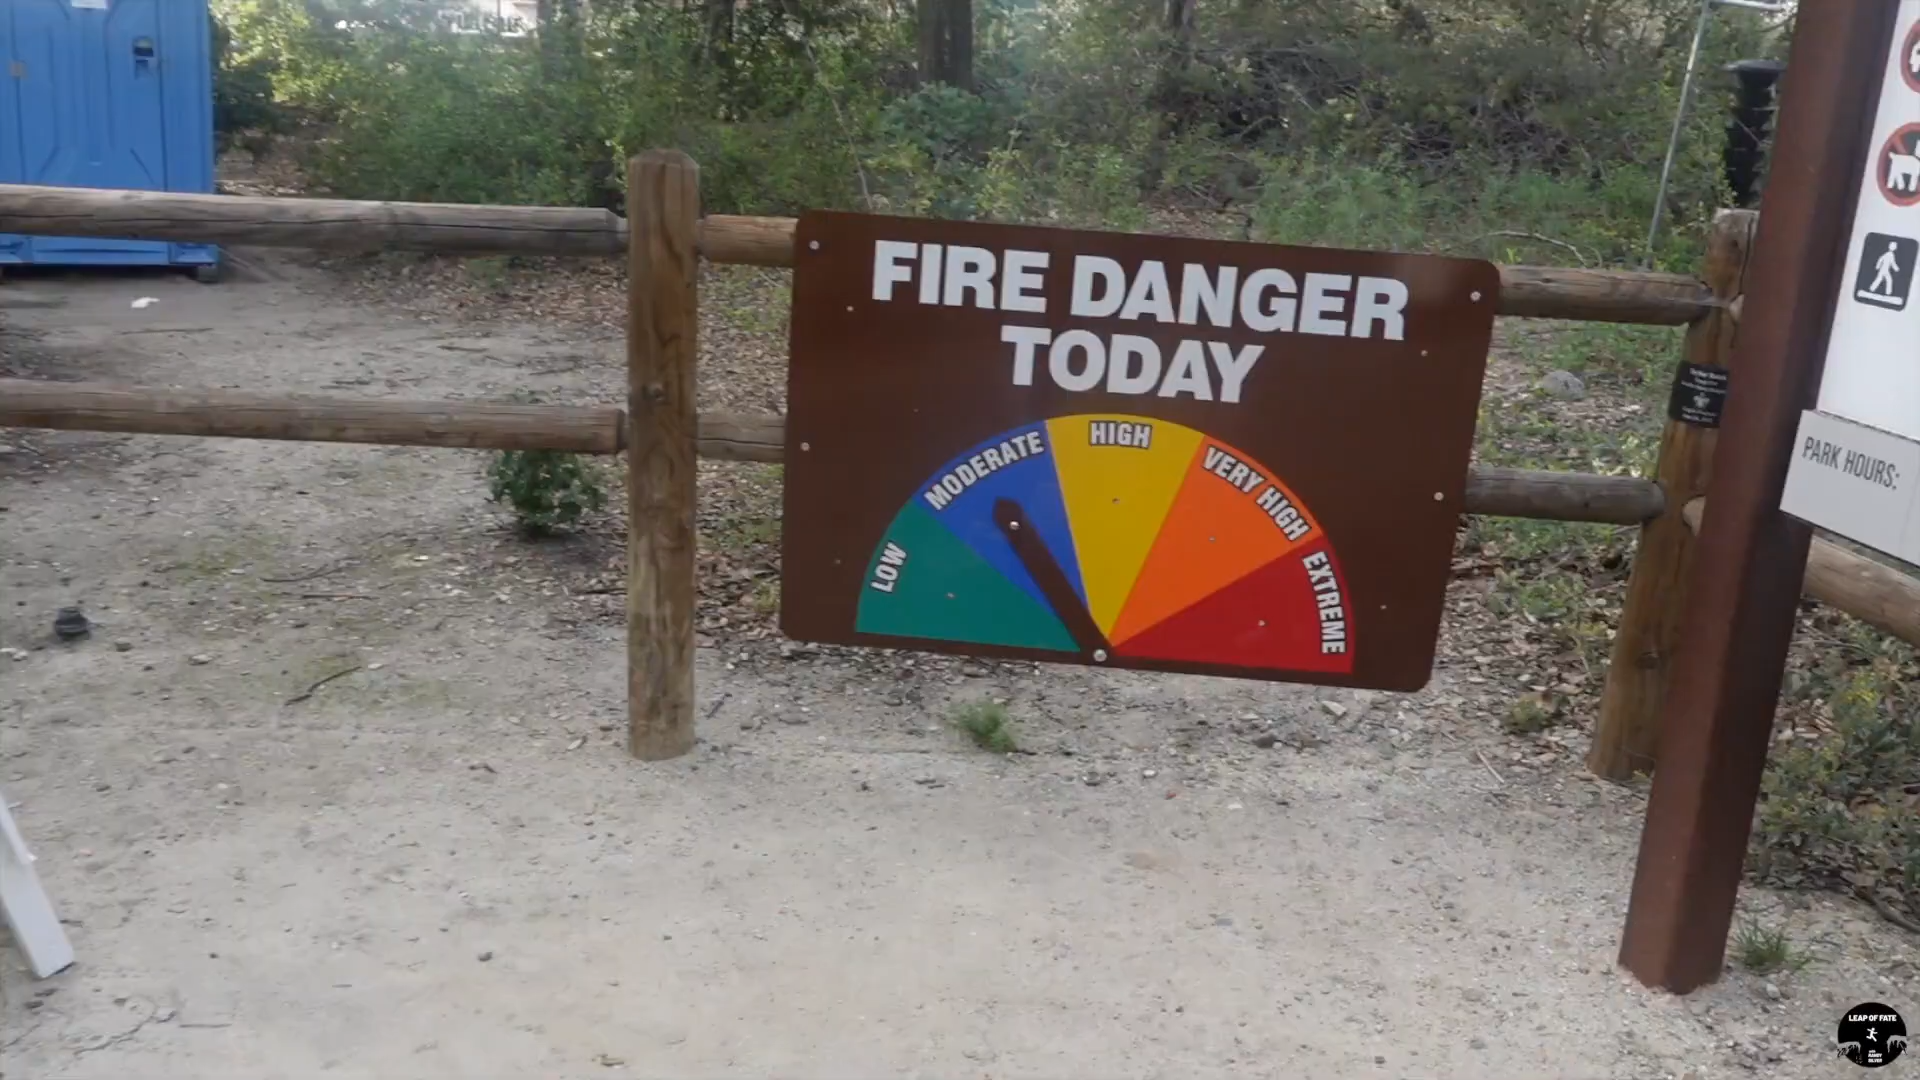 FIRE DANGER
TODAY
LOW
MODERATE
HIGH
VERY HIGH
EXTREME
PARK HOURS:
LEAP OF FATE